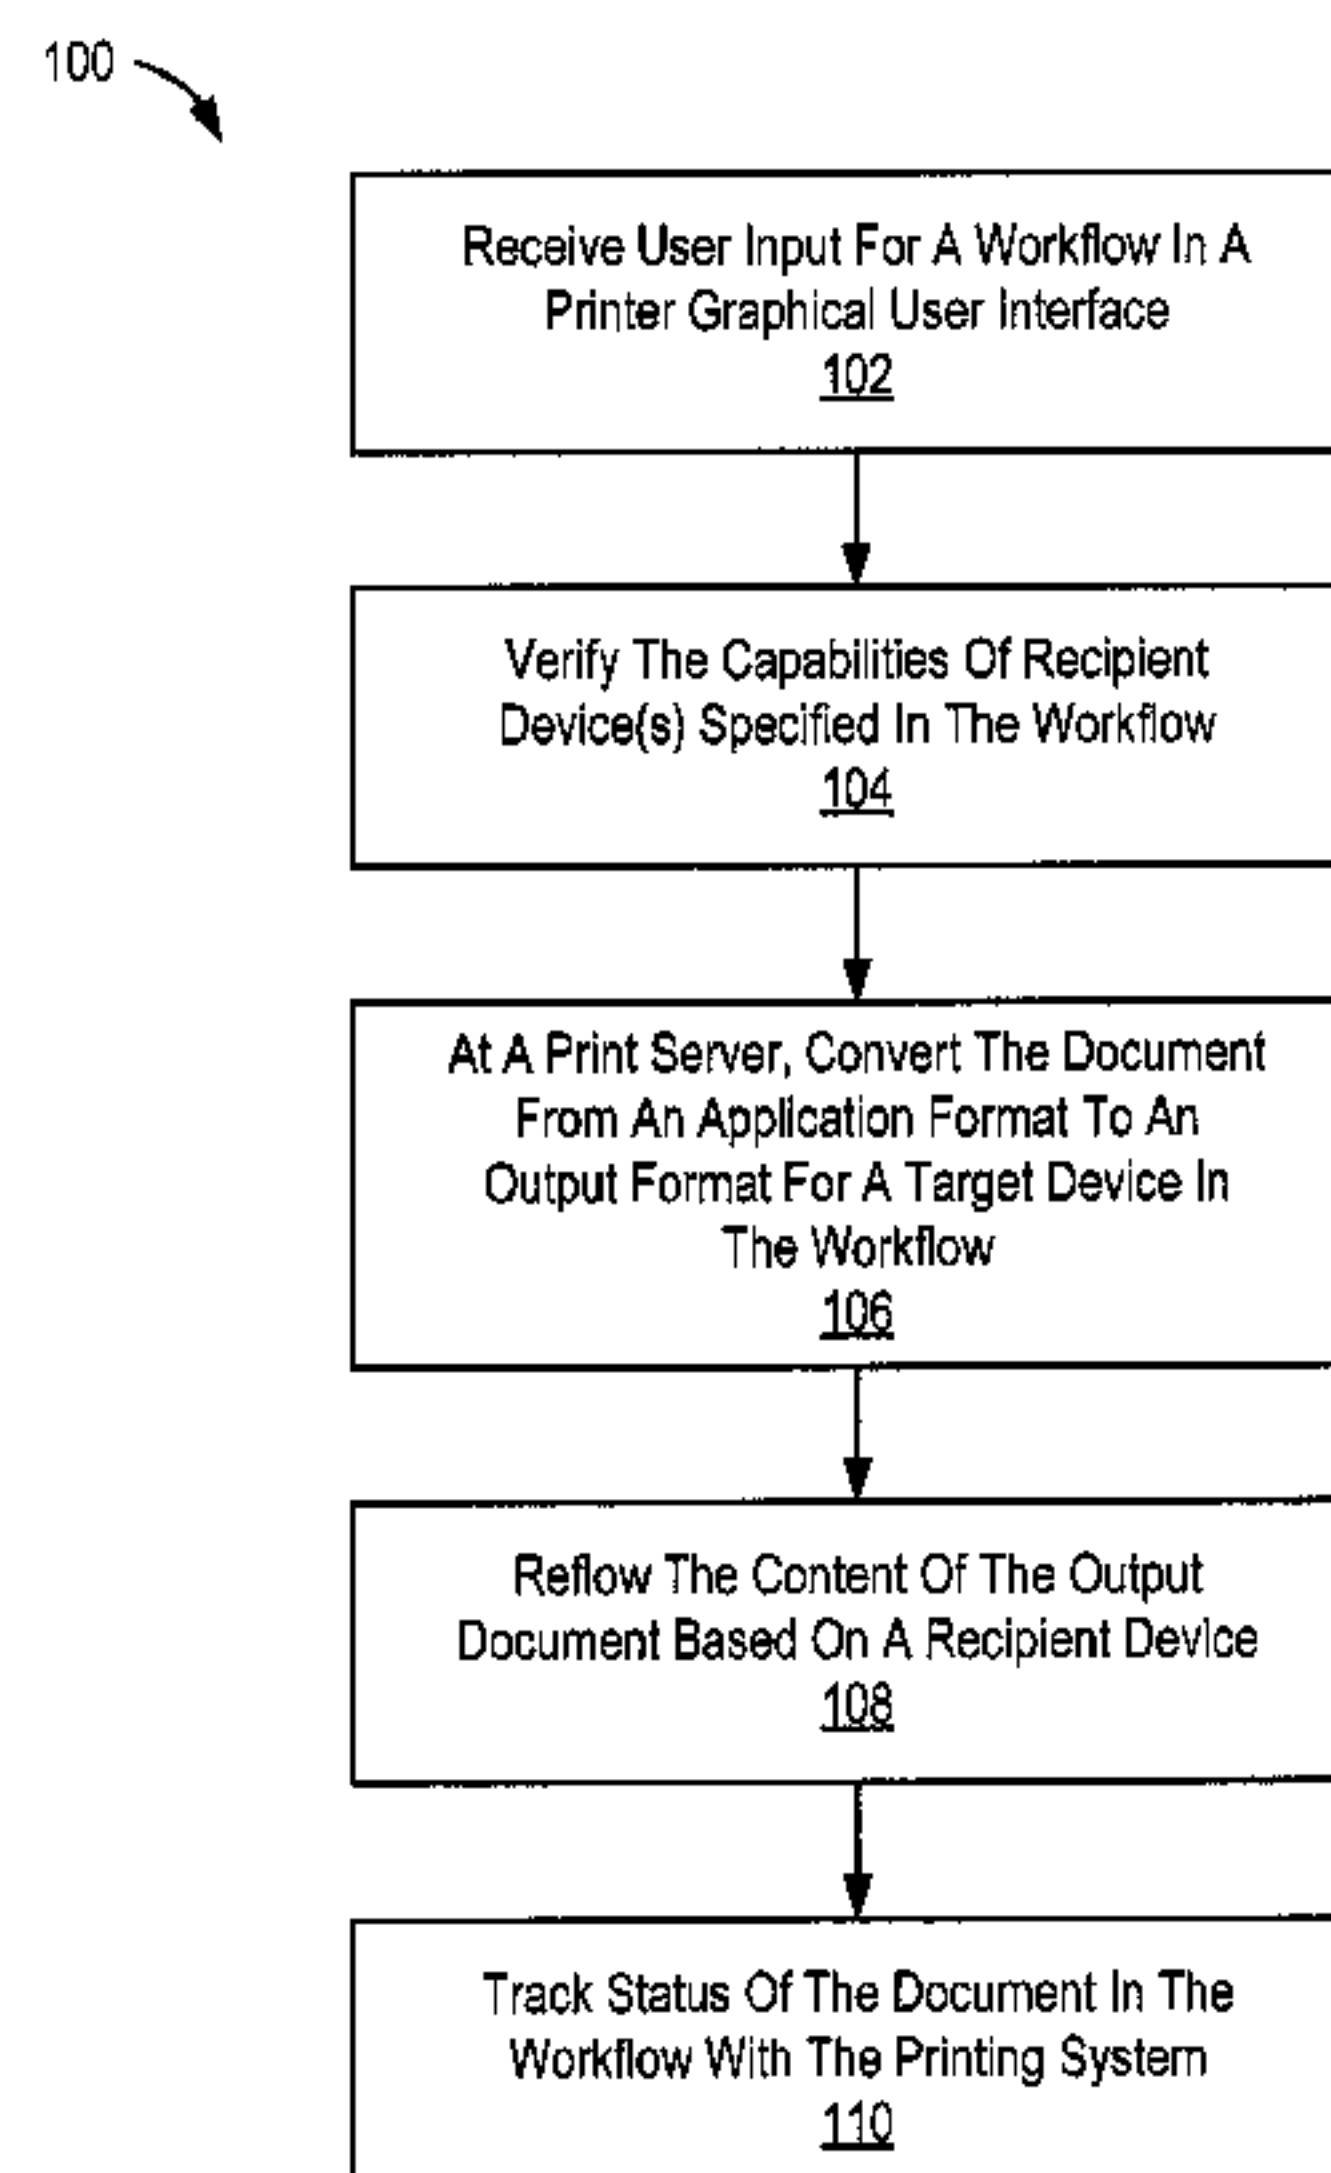 100
Receive User Input For A Workflow In A
Printer Graphical User Interface
102
Verify The Capabilities Of Recipient
Device(s) Specified In The Workflow
104
At A Print Server, Convert The Document
From An Application Format To An
Output Format For A Target Device In
The Workflow
106
Reflow The Content Of The Output
Document Based On A Recipient Device
108
Track Status Of The Document In The
Workflow With The Printing System
110